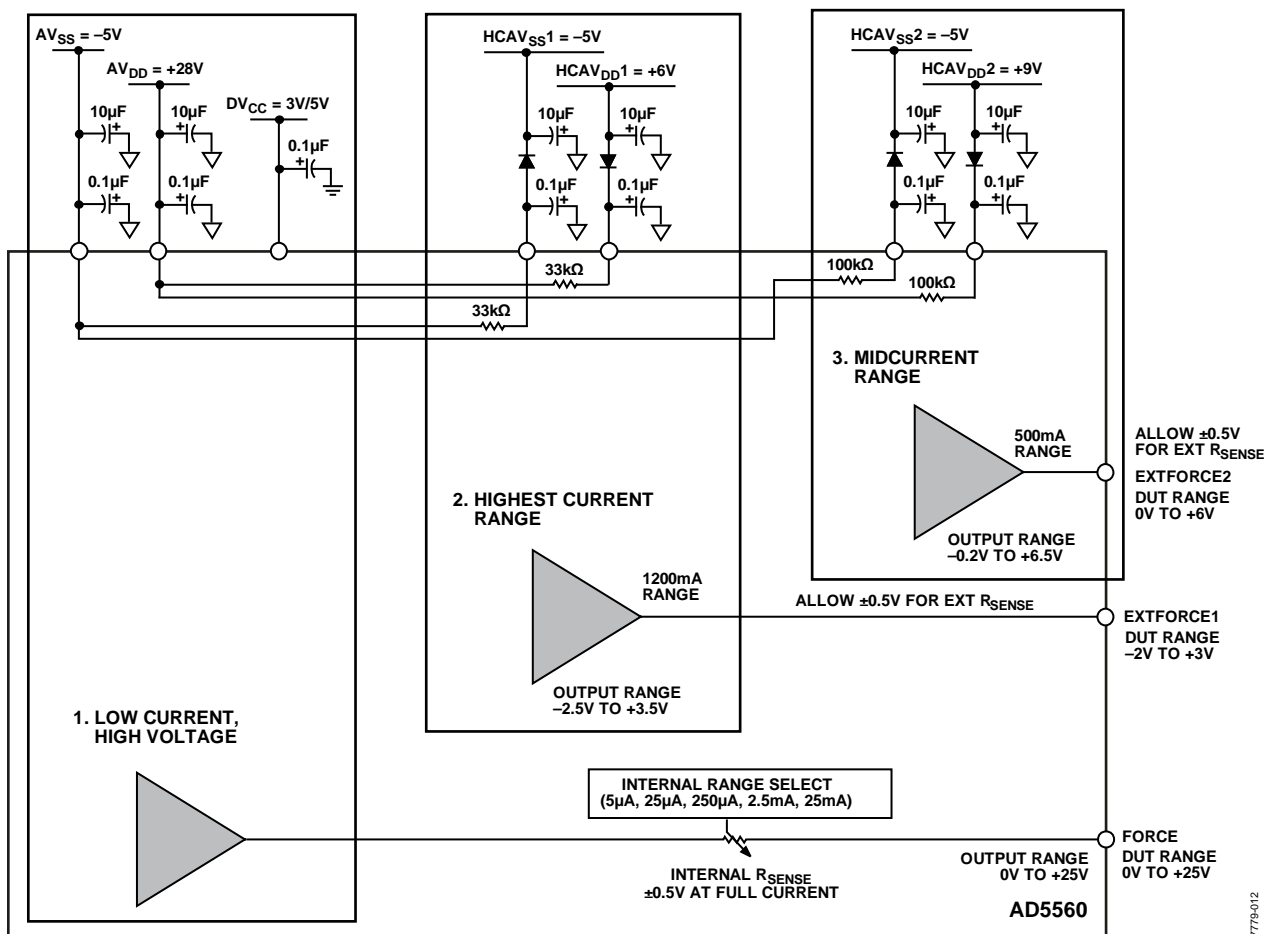 AVSS = –5V
AVDD = +28V
DVCC = 3V/5V
10µF
10µF
0.1µF
0.1µF
0.1µF
HCAVSS1 = –5V
HCAVDD1 = +6V
10µF
10µF
0.1µF
0.1µF
HCAVSS2 = –5V
HCAVDD2 = +9V
10µF
10µF
0.1µF
0.1µF
33kΩ
33kΩ
100kΩ
100kΩ
3. MIDCURRENT
RANGE
500mA
RANGE
OUTPUT RANGE
–0.2V TO +6.5V
ALLOW ±0.5V
FOR EXT RSENSE
EXTFORCE2
DUT RANGE
0V TO +6V
2. HIGHEST CURRENT
RANGE
1200mA
RANGE
OUTPUT RANGE
–2.5V TO +3.5V
ALLOW ±0.5V FOR EXT RSENSE
EXTFORCE1
DUT RANGE
–2V TO +3V
1. LOW CURRENT,
HIGH VOLTAGE
INTERNAL RANGE SELECT
(5µA, 25µA, 250µA, 2.5mA, 25mA)
INTERNAL RSENSE
±0.5V AT FULL CURRENT
OUTPUT RANGE
0V TO +25V
FORCE
DUT RANGE
0V TO +25V
AD5560
7779-012